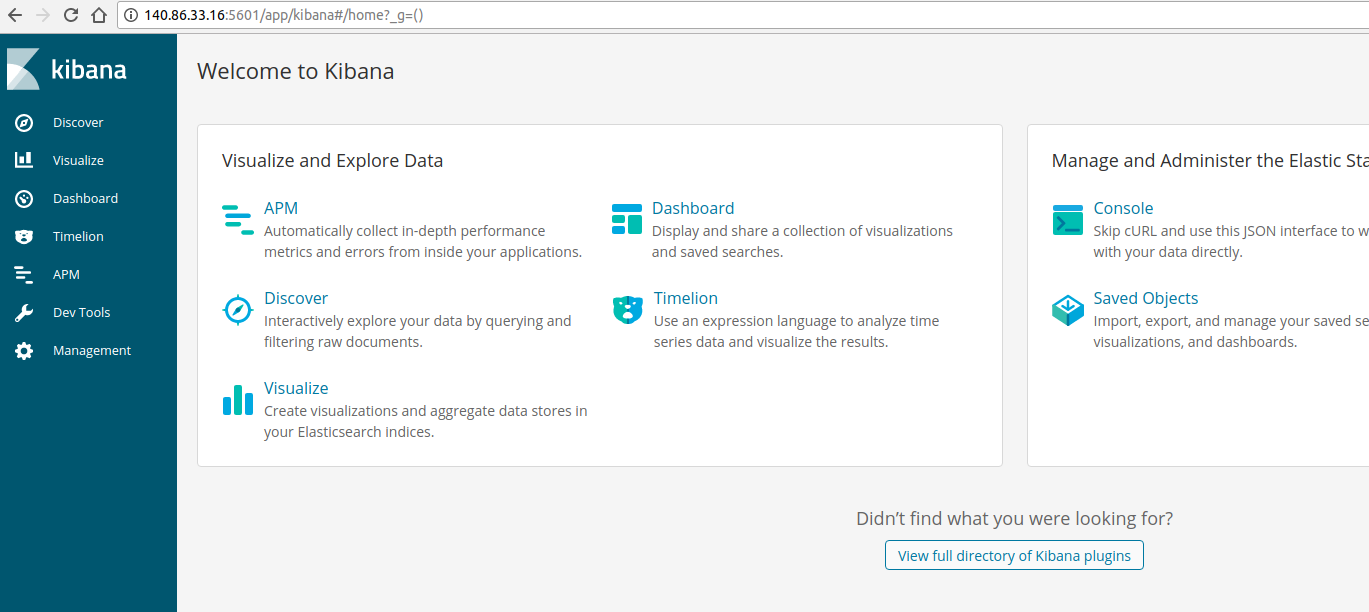 140.86.33.16:5601/app/kibana#/home?_g=()
kibana
Discover
Visualize
Dashboard
Timelion
APM
Dev Tools
Management
Welcome to Kibana
Visualize and Explore Data
APM
Automatically collect in-depth performance
metrics and errors from inside your applications.
Dashboard
Display and share a collection of visualizations
and saved searches.
Discover
Interactively explore your data by querying and
filtering raw documents.
Timelion
Use an expression language to analyze time
series data and visualize the results.
Visualize
Create visualizations and aggregate data stores in
your Elasticsearch indices.
Manage and Administer the Elastic Sta
Console
Skip cURL and use this JSON interface to w
with your data directly.
Saved Objects
Import, export, and manage your saved se
visualizations, and dashboards.
Didn't find what you were looking for?
View full directory of Kibana plugins